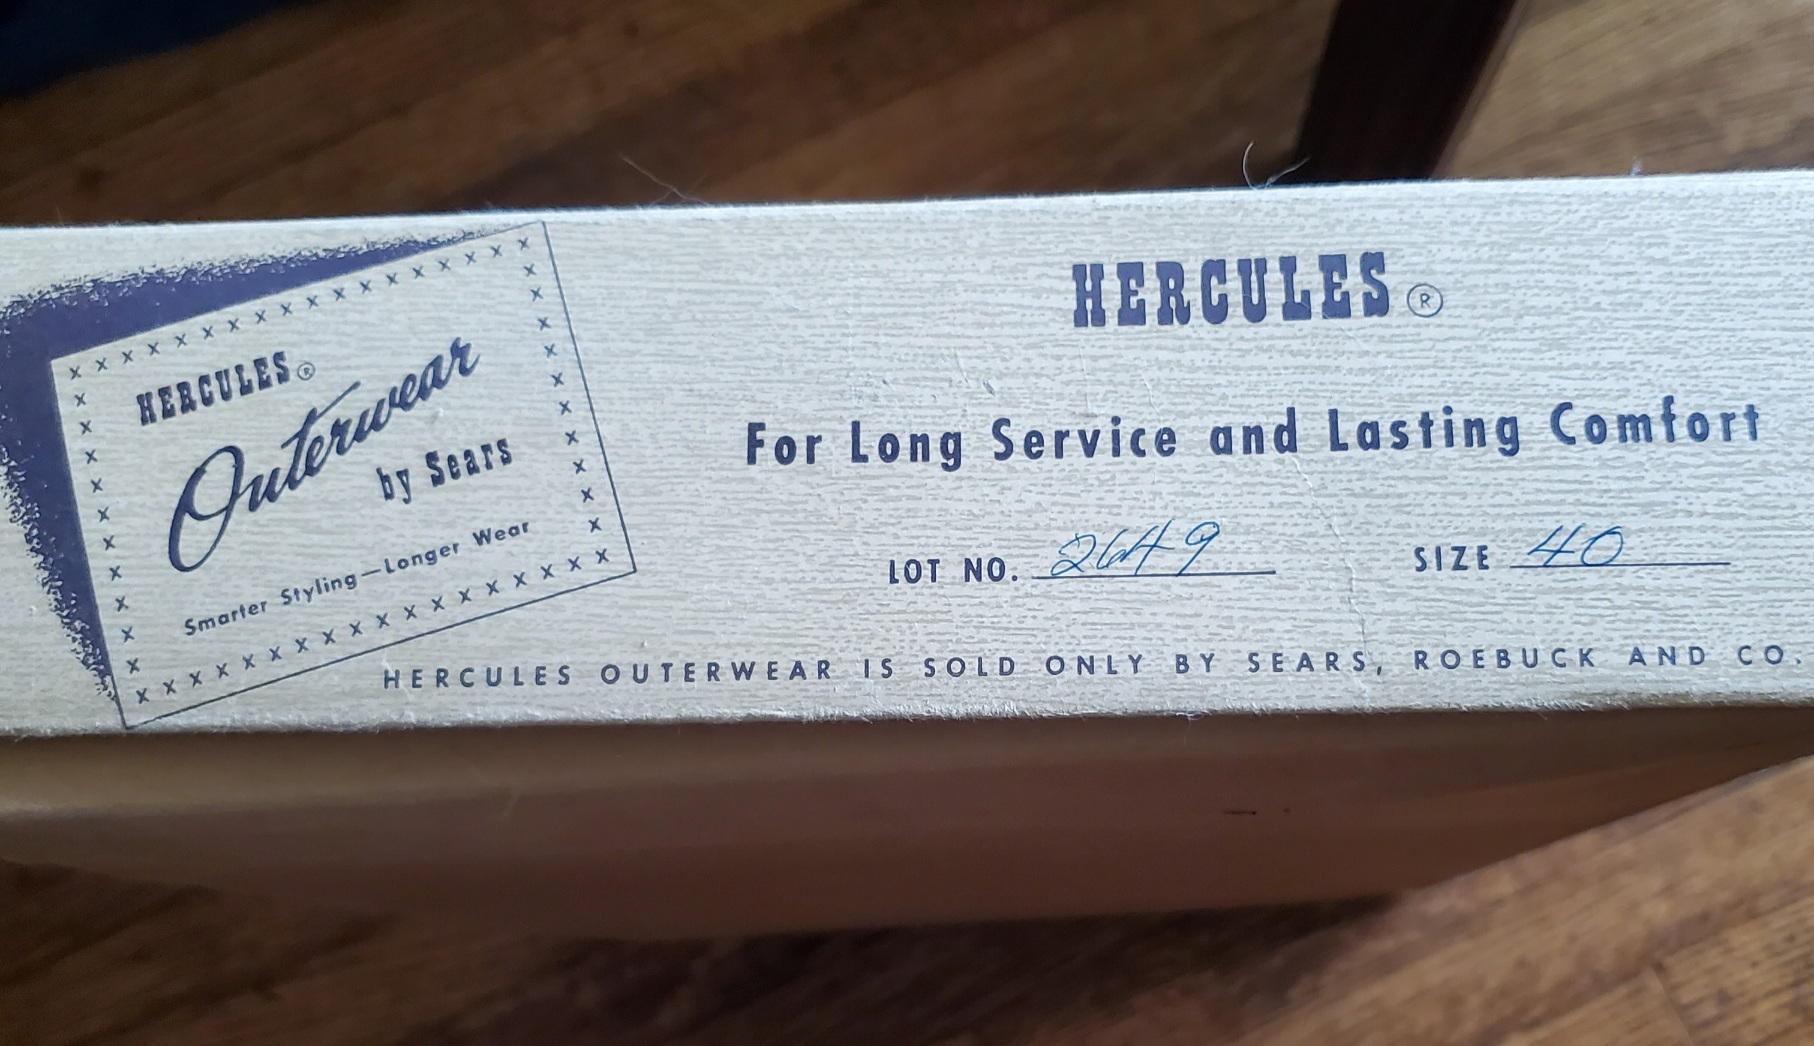 HERCULES®
Outerwear
by Sears
Smarter Styling—Longer Wear
HERCULES®
For Long Service and Lasting Comfort
LOT NO. 2649 SIZE 40
HERCULES OUTERWEAR IS SOLD ONLY BY SEARS, ROEBUCK AND CO.